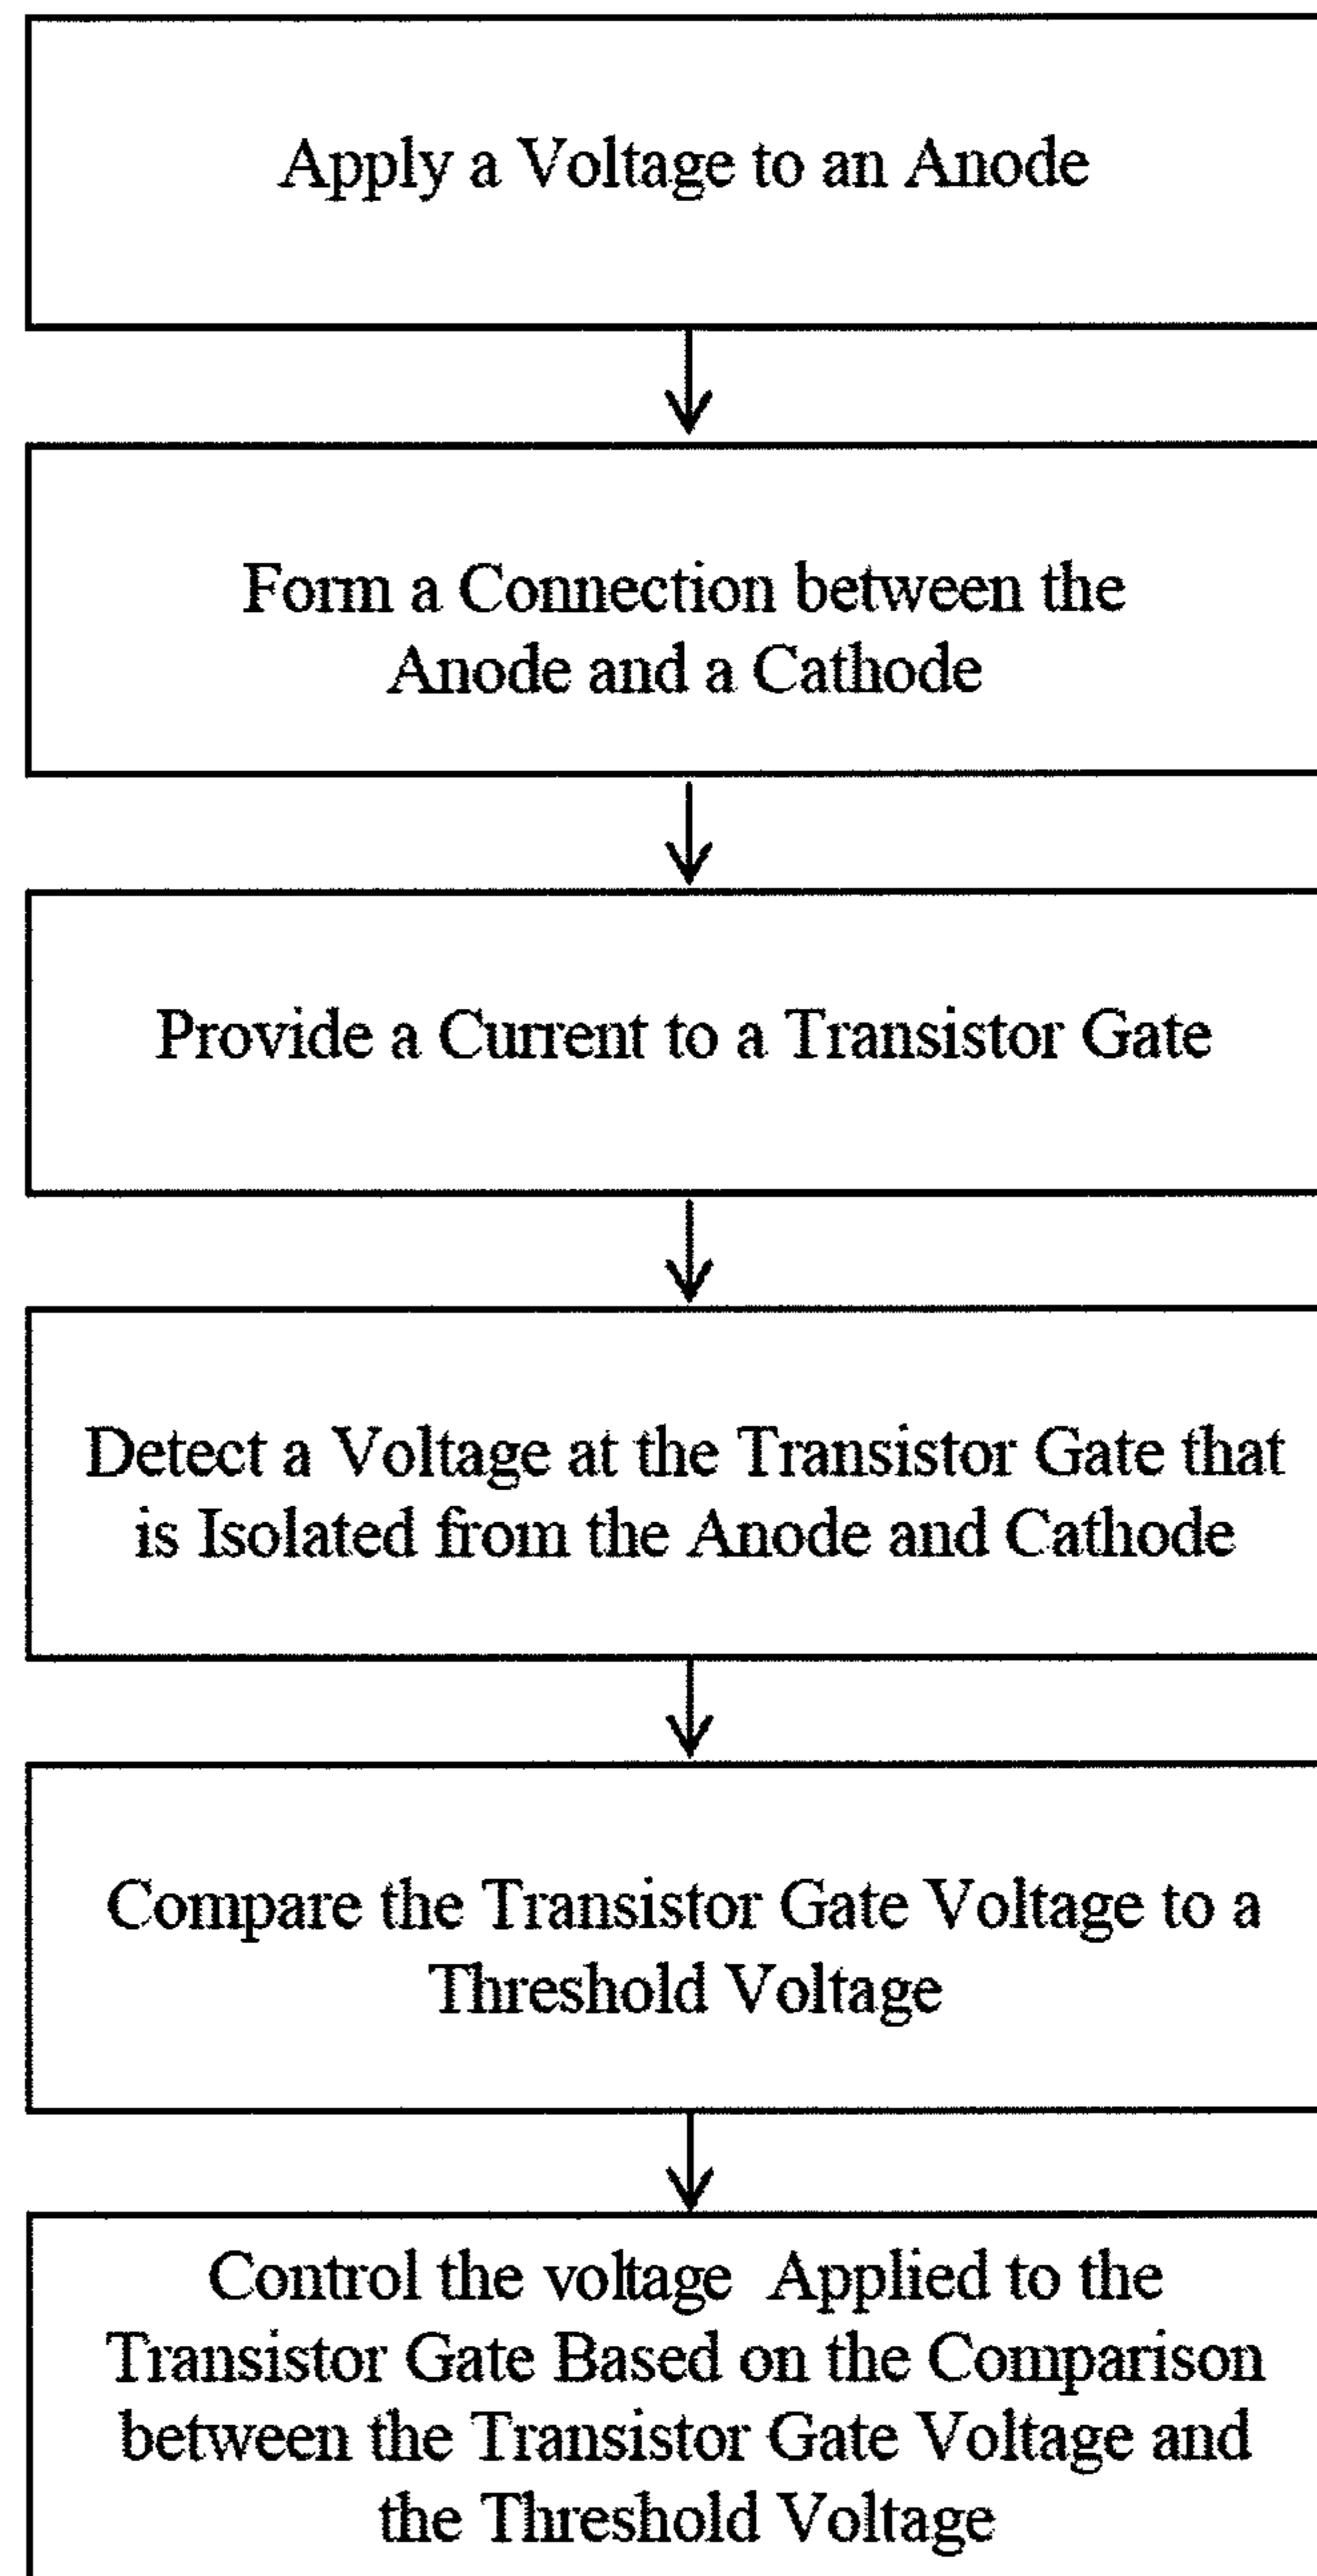 Apply a Voltage to an Anode
Form a Connection between the
Anode and a Cathode
Provide a Current to a Transistor Gate
Detect a Voltage at the Transistor Gate that
is Isolated from the Anode and Cathode
Compare the Transistor Gate Voltage to a
Threshold Voltage
Control the voltage Applied to the
Transistor Gate Based on the Comparison
between the Transistor Gate Voltage and
the Threshold Voltage